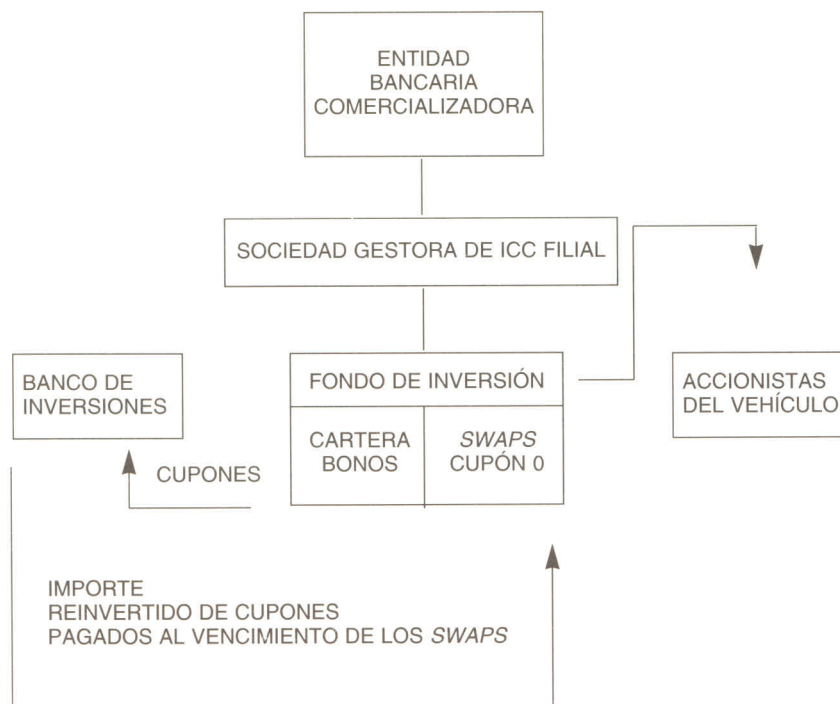 ENTIDAD
BANCARIA
COMERCIALIZADORA
SOCIEDAD GESTORA DE ICC FILIAL
BANCO DE
INVERSIONES
FONDO DE INVERSIÓN
CARTERA
BONOS
SWAPS
CUPÓN 0
ACCIONISTAS
DEL VEHÍCULO
CUPONES
IMPORTE
REINVERTIDO DE CUPONES
PAGADOS AL VENCIMIENTO DE LOS SWAPS